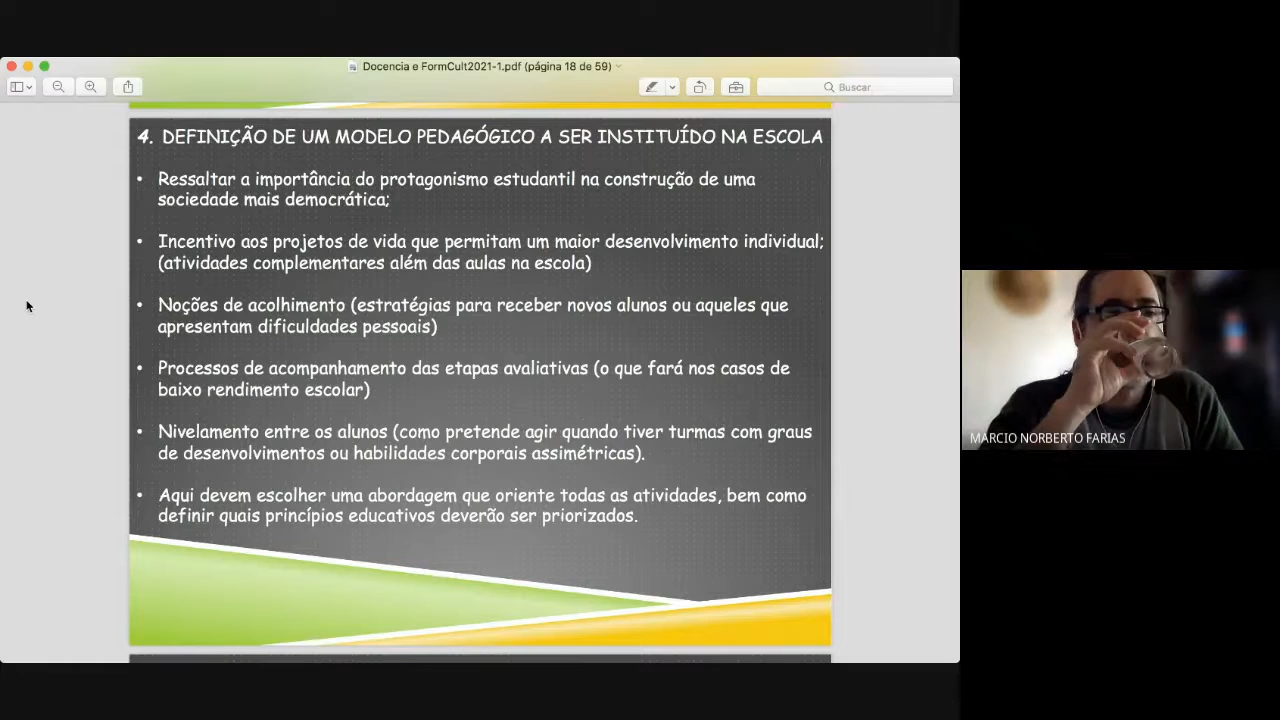 Docencia e FormCult2021-1.pdf (página 18 de 59)
Buscar
4. DEFINIÇÃO DE UM MODELO PEDAGÓGICO A SER INSTITUÍDO NA ESCOLA
• Ressaltar a importância do protagonismo estudantil na construção de uma
sociedade mais democrática;
• Incentivo aos projetos de vida que permitam um maior desenvolvimento individual;
(atividades complementares além das aulas na escola)
• Noções de acolhimento (estratégias para receber novos alunos ou aqueles que
apresentam dificuldades pessoais)
• Processos de acompanhamento das etapas avaliativas (o que fará nos casos de
baixo rendimento escolar)
• Nivelamento entre os alunos (como pretende agir quando tiver turmas com graus
de desenvolvimentos ou habilidades corporais assimétricas).
• Aqui devem escolher uma abordagem que oriente todas as atividades, bem como
definir quais princípios educativos deverão ser priorizados.
MARCIO NORBERTO FARIAS